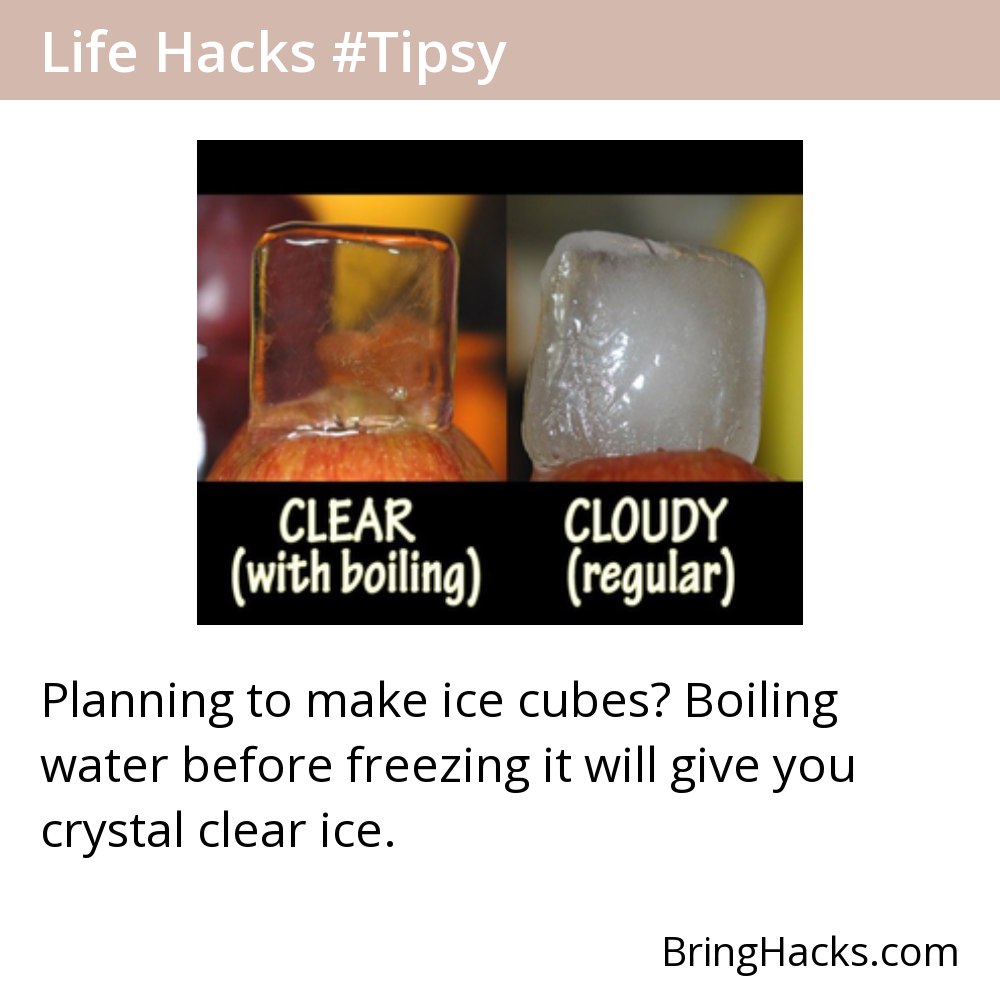 Life Hacks #Tipsy
CLEAR
(with boiling)
CLOUDY
(regular)
Planning to make ice cubes? Boiling
water before freezing it will give you
crystal clear ice.
BringHacks.com